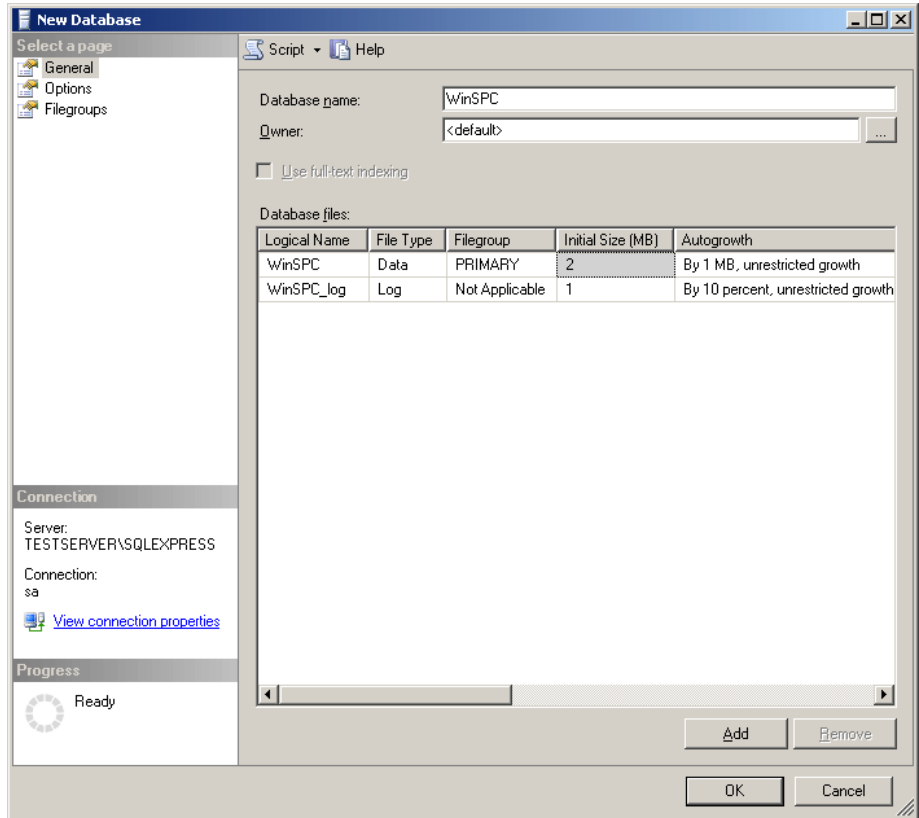 New Database
Select a page
General
Options
Filegroups
Script Help
Database name: WinSPC
Owner: <default> ...
Use full-text indexing
Database files:
Logical Name File Type Filegroup Initial Size (MB) Autogrowth
WinSPC Data PRIMARY 2 By 1 MB, unrestricted growth
WinSPC_log Log Not Applicable 1 By 10 percent, unrestricted growth
Connection
Server:
TESTSERVER\SQLEXPRESS
Connection:
sa
View connection properties
Progress
Ready
Add Remove
OK Cancel